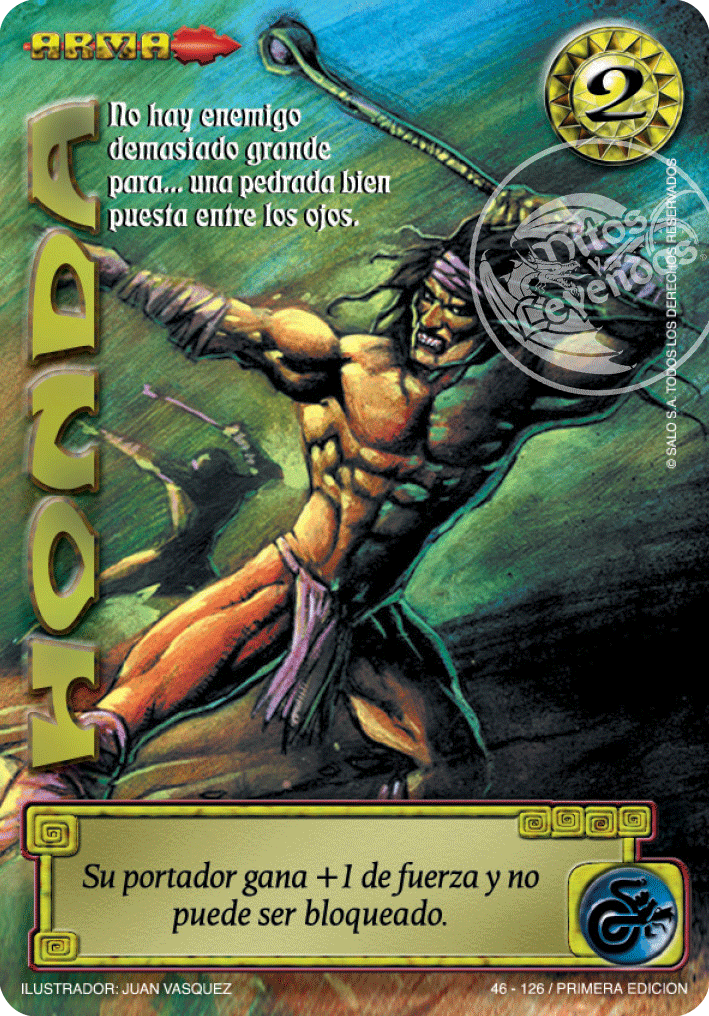 ARMA
2
HONDA
No hay enemigo
demasiado grande
para... una pedrada bien
puesta entre los ojos.
Mitos
y
Leyendas
© SALO S.A. TODOS LOS DERECHOS RESERVADOS
Su portador gana +1 de fuerza y no
puede ser bloqueado.
ILUSTRADOR: JUAN VASQUEZ
46 - 126 / PRIMERA EDICION